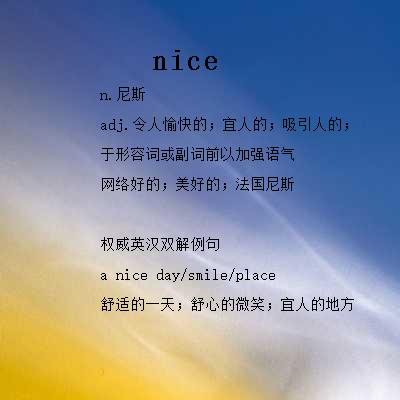 nice
n.尼斯
adj.令人愉快的；宜人的；吸引人的；
于形容词或副词前以加强语气
网络好的；美好的；法国尼斯
权威英汉双解例句
a nice day/smile/place
舒适的一天；舒心的微笑；宜人的地方